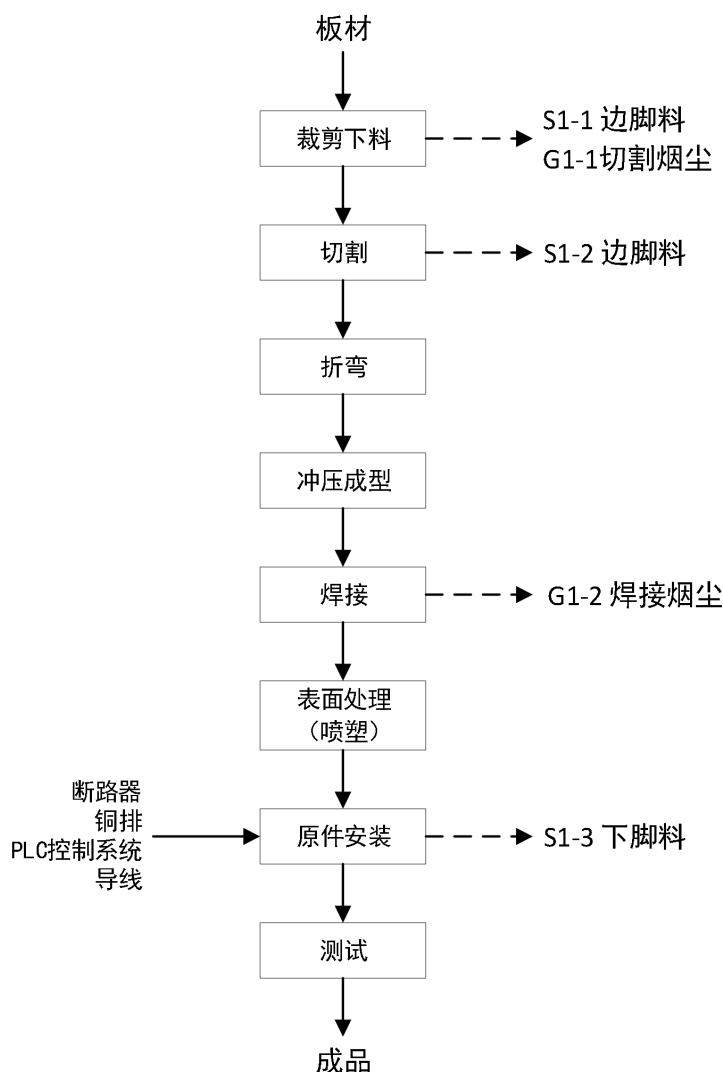 板材
裁剪下料
S1-1 边脚料
G1-1切割烟尘
切割
S1-2 边脚料
折弯
冲压成型
焊接
G1-2 焊接烟尘
表面处理
（喷塑）
断路器
铜排
PLC控制系统
导线
原件安装
S1-3 下脚料
测试
成品